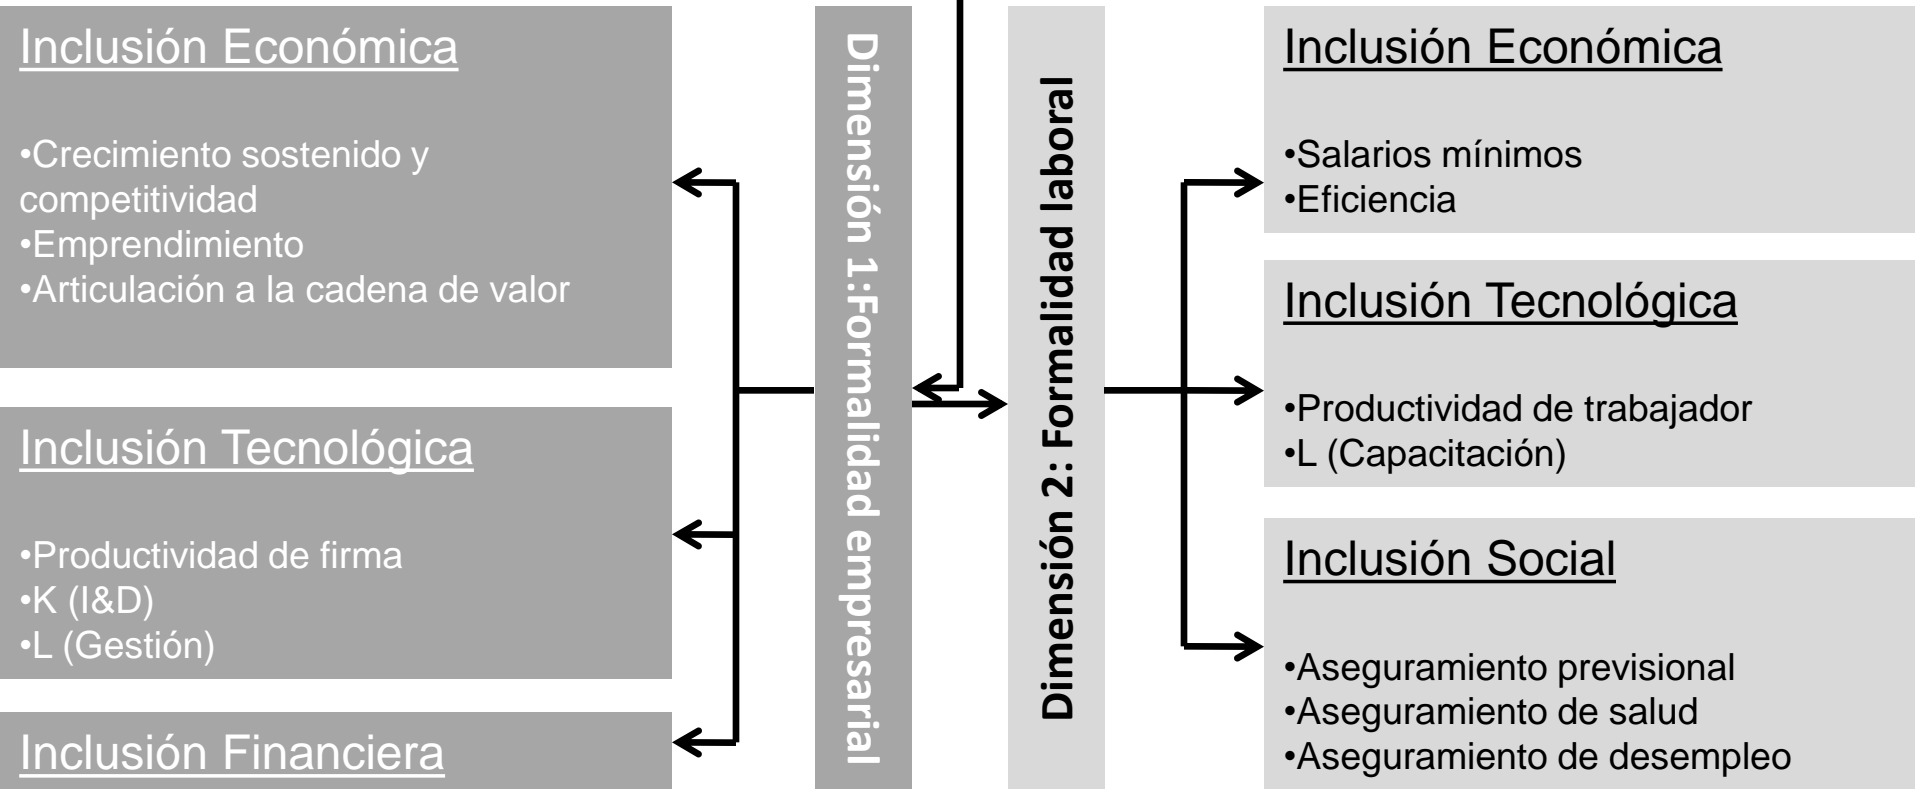 Inclusión Económica
•Crecimiento sostenido y
competitividad
•Emprendimiento
•Articulación a la cadena de valor
Inclusión Tecnológica
•Productividad de firma
•K (I&D)
•L (Gestión)
Inclusión Financiera
Dimensión 1:Formalidad empresarial
Dimensión 2: Formalidad laboral
Inclusión Económica
•Salarios mínimos
•Eficiencia
Inclusión Tecnológica
•Productividad de trabajador
•L (Capacitación)
Inclusión Social
•Aseguramiento previsional
•Aseguramiento de salud
•Aseguramiento de desempleo